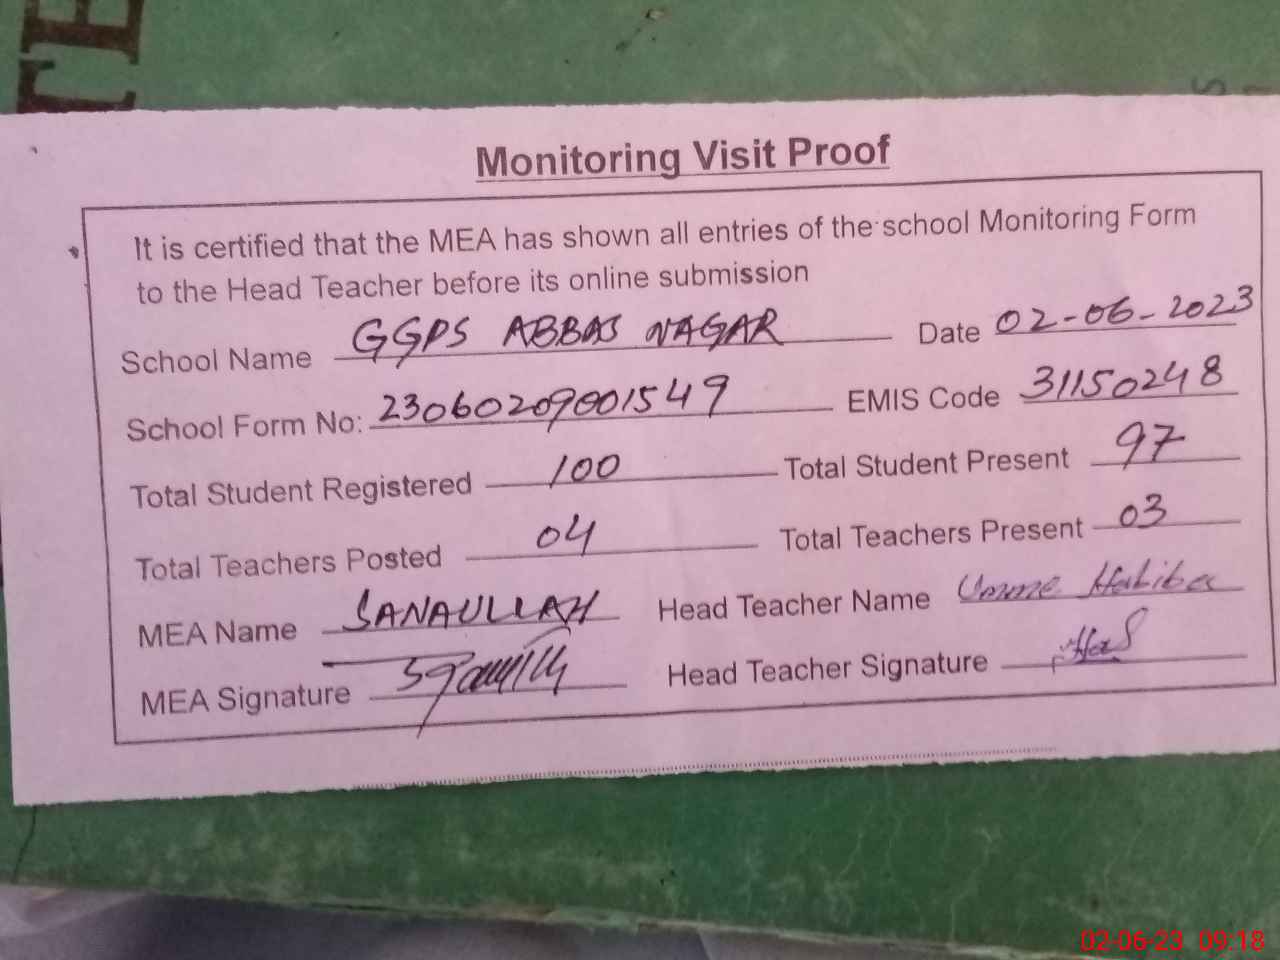 TE
Monitoring Visit Proof
It is certified that the MEA has shown all entries of the school Monitoring Form
to the Head Teacher before its online submission
School Name GGPS ABBAS NAGAR Date 02-06-2023
School Form No: 23060209001549 EMIS Code 31150248
Total Student Registered 100 Total Student Present 97
Total Teachers Posted 04 Total Teachers Present 03
MEA Name SANAULLAH Head Teacher Name Umme Habiba
MEA Signature Head Teacher Signature
02-06-23 09:18